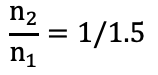 n₂/n₁ = 1/1.5